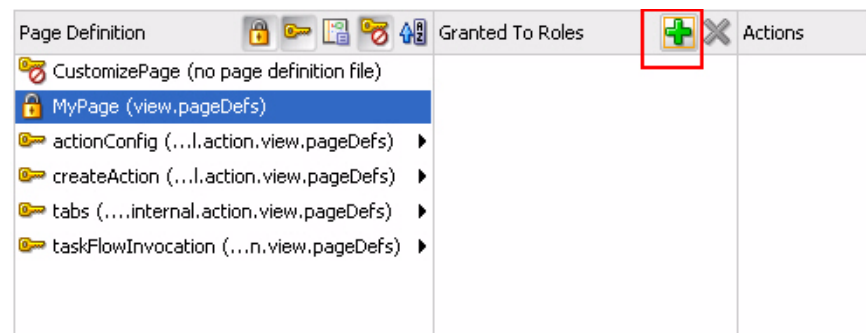 Page Definition Granted To Roles Actions
CustomizePage (no page definition file)
MyPage (view.pageDefs)
actionConfig (...l.action.view.pageDefs)
createAction (...l.action.view.pageDefs)
tabs (....internal.action.view.pageDefs)
taskFlowInvocation (...n.view.pageDefs)